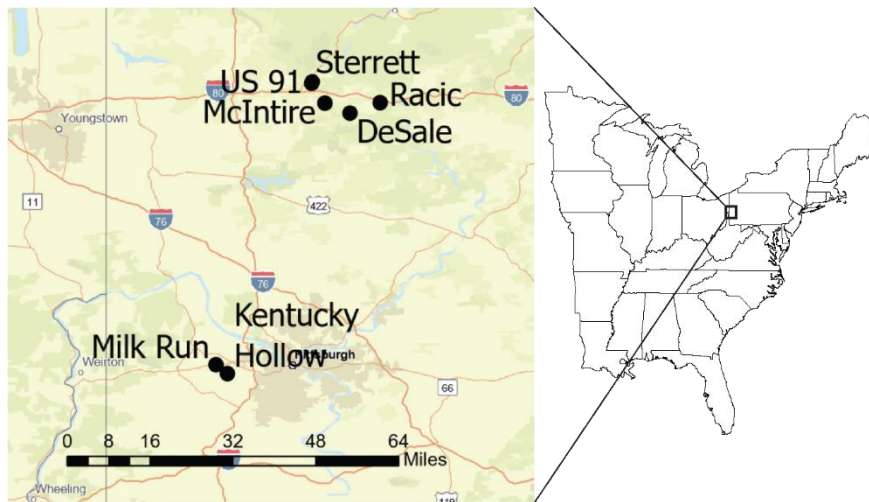 Sterrett
US 91
80
Racic
80
McIntire
DeSale
Youngstown
11
422
76
76
Kentucky
Milk Run
Hollow
Pittsburgh
Weirton
66
0 8 16 32 48 64
Miles
Wheeling
119